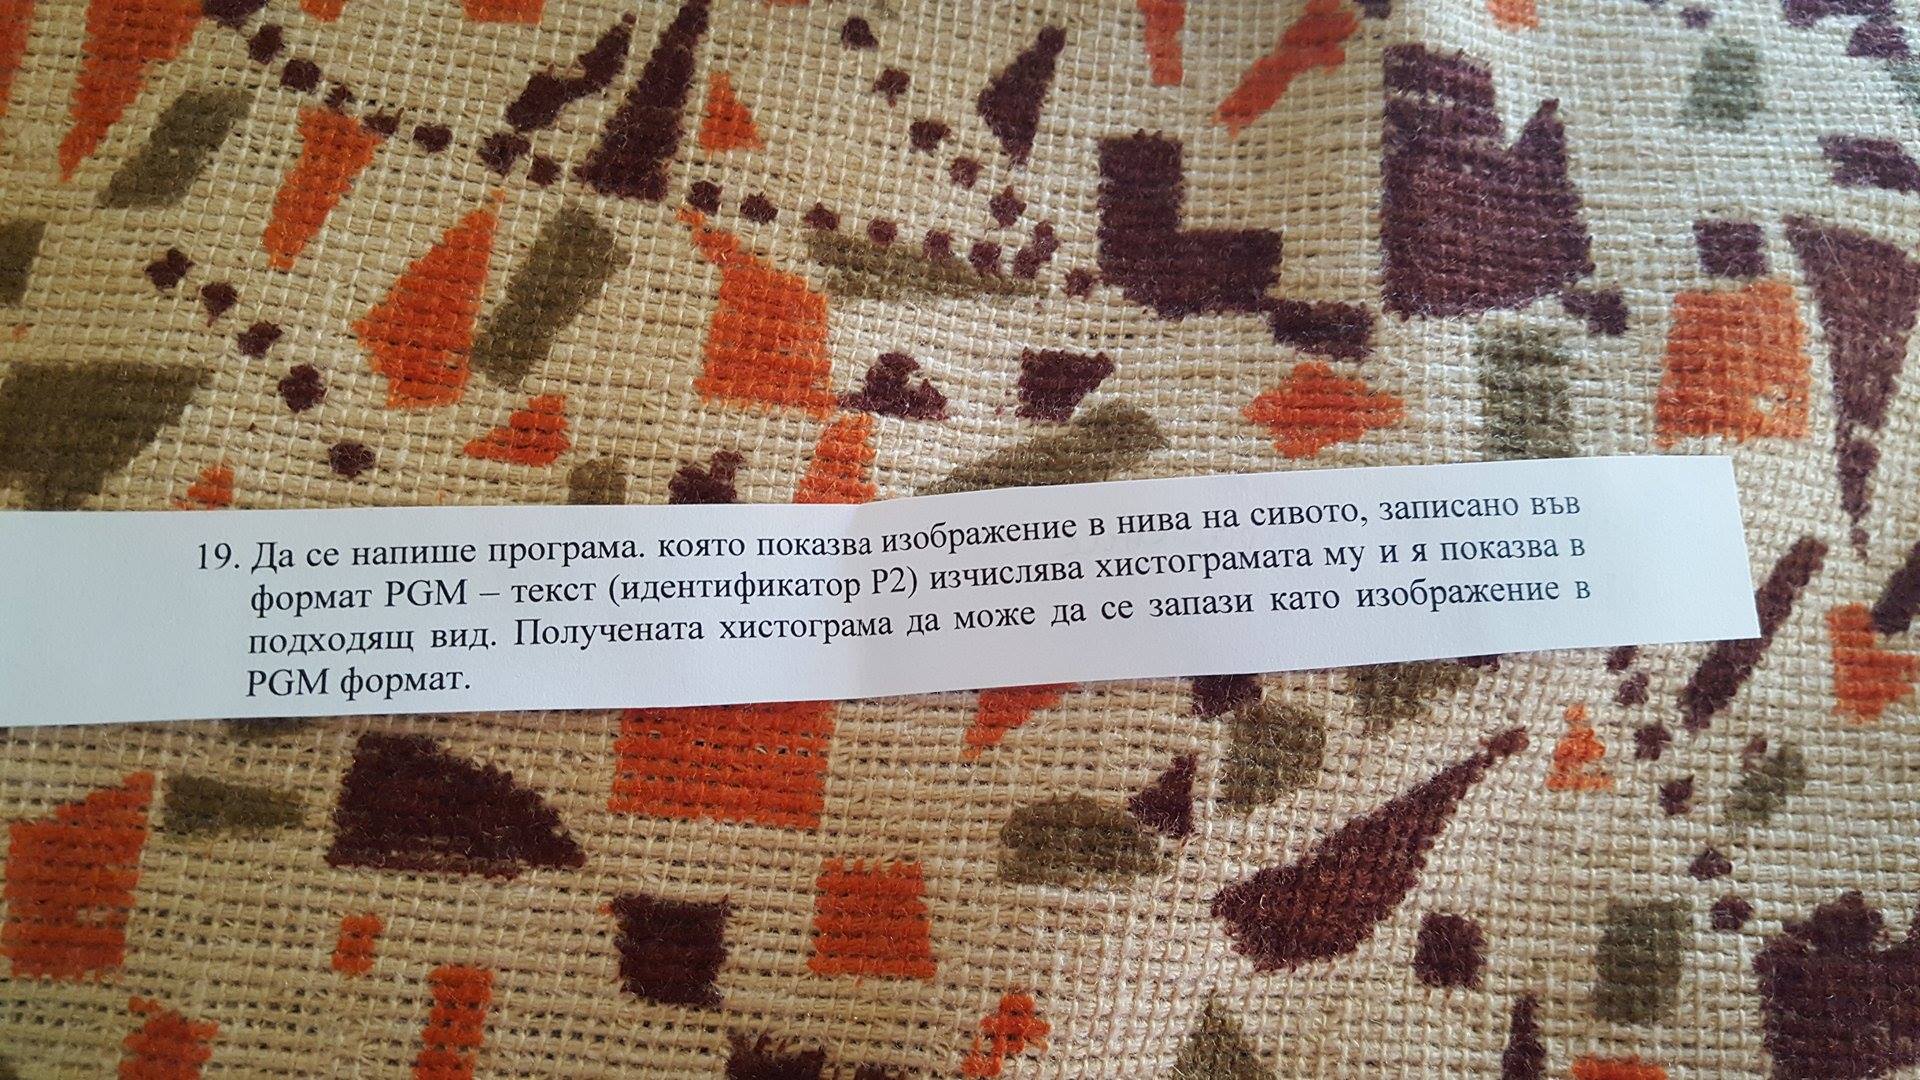 19. Да се напише програма. която показва изображение в нива на сивото, записано във
формат PGM – текст (идентификатор P2) изчислява хистограмата му и я показва в
подходящ вид. Получената хистограма да може да се запази като изображение в
PGM формат.